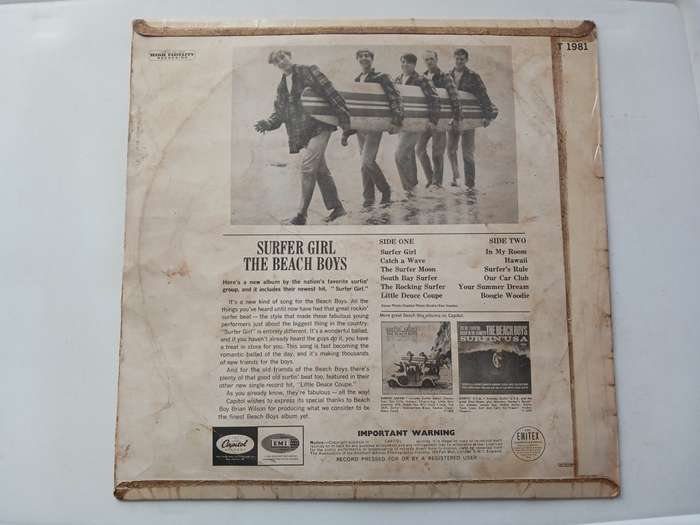 HIGH FIDELITY
RECORDING
T 1981
SURFER GIRL
THE BEACH BOYS
Here's a new album by the nation's favorite surfin'
group, and it includes their newest hit, "Surfer Girl."
It's a new kind of song for the Beach Boys. All the
things you've heard until now have had that great rockin'
surfer beat — the style that made these fabulous young
performers just about the biggest thing in the country.
"Surfer Girl" is entirely different. It's a wonderful ballad,
and if you haven't already heard the guys do it, you have
a treat in store for you. This song is fast becoming the
romantic ballad of the day, and it's making thousands
of new friends for the boys.
And for the old friends of the Beach Boys there's
plenty of that good old surfin' beat too, featured in their
other new single record hit, "Little Deuce Coupe."
As you already know, they're fabulous — all the way!
Capitol wishes to express its special thanks to Beach
Boy Brian Wilson for producing what we consider to be
the finest Beach Boys album yet.
SIDE ONE
Surfer Girl
Catch a Wave
The Surfer Moon
South Bay Surfer
The Rocking Surfer
Little Deuce Coupe
SIDE TWO
In My Room
Hawaii
Surfer's Rule
Our Car Club
Your Summer Dream
Boogie Woodie
More great Beach Boys albums on Capitol
THE BEACH BOYS
SURFIN' USA
Capitol
EMI
IMPORTANT WARNING
RECORD PRESSED FOR OR BY A REGISTERED USER
EMITEX